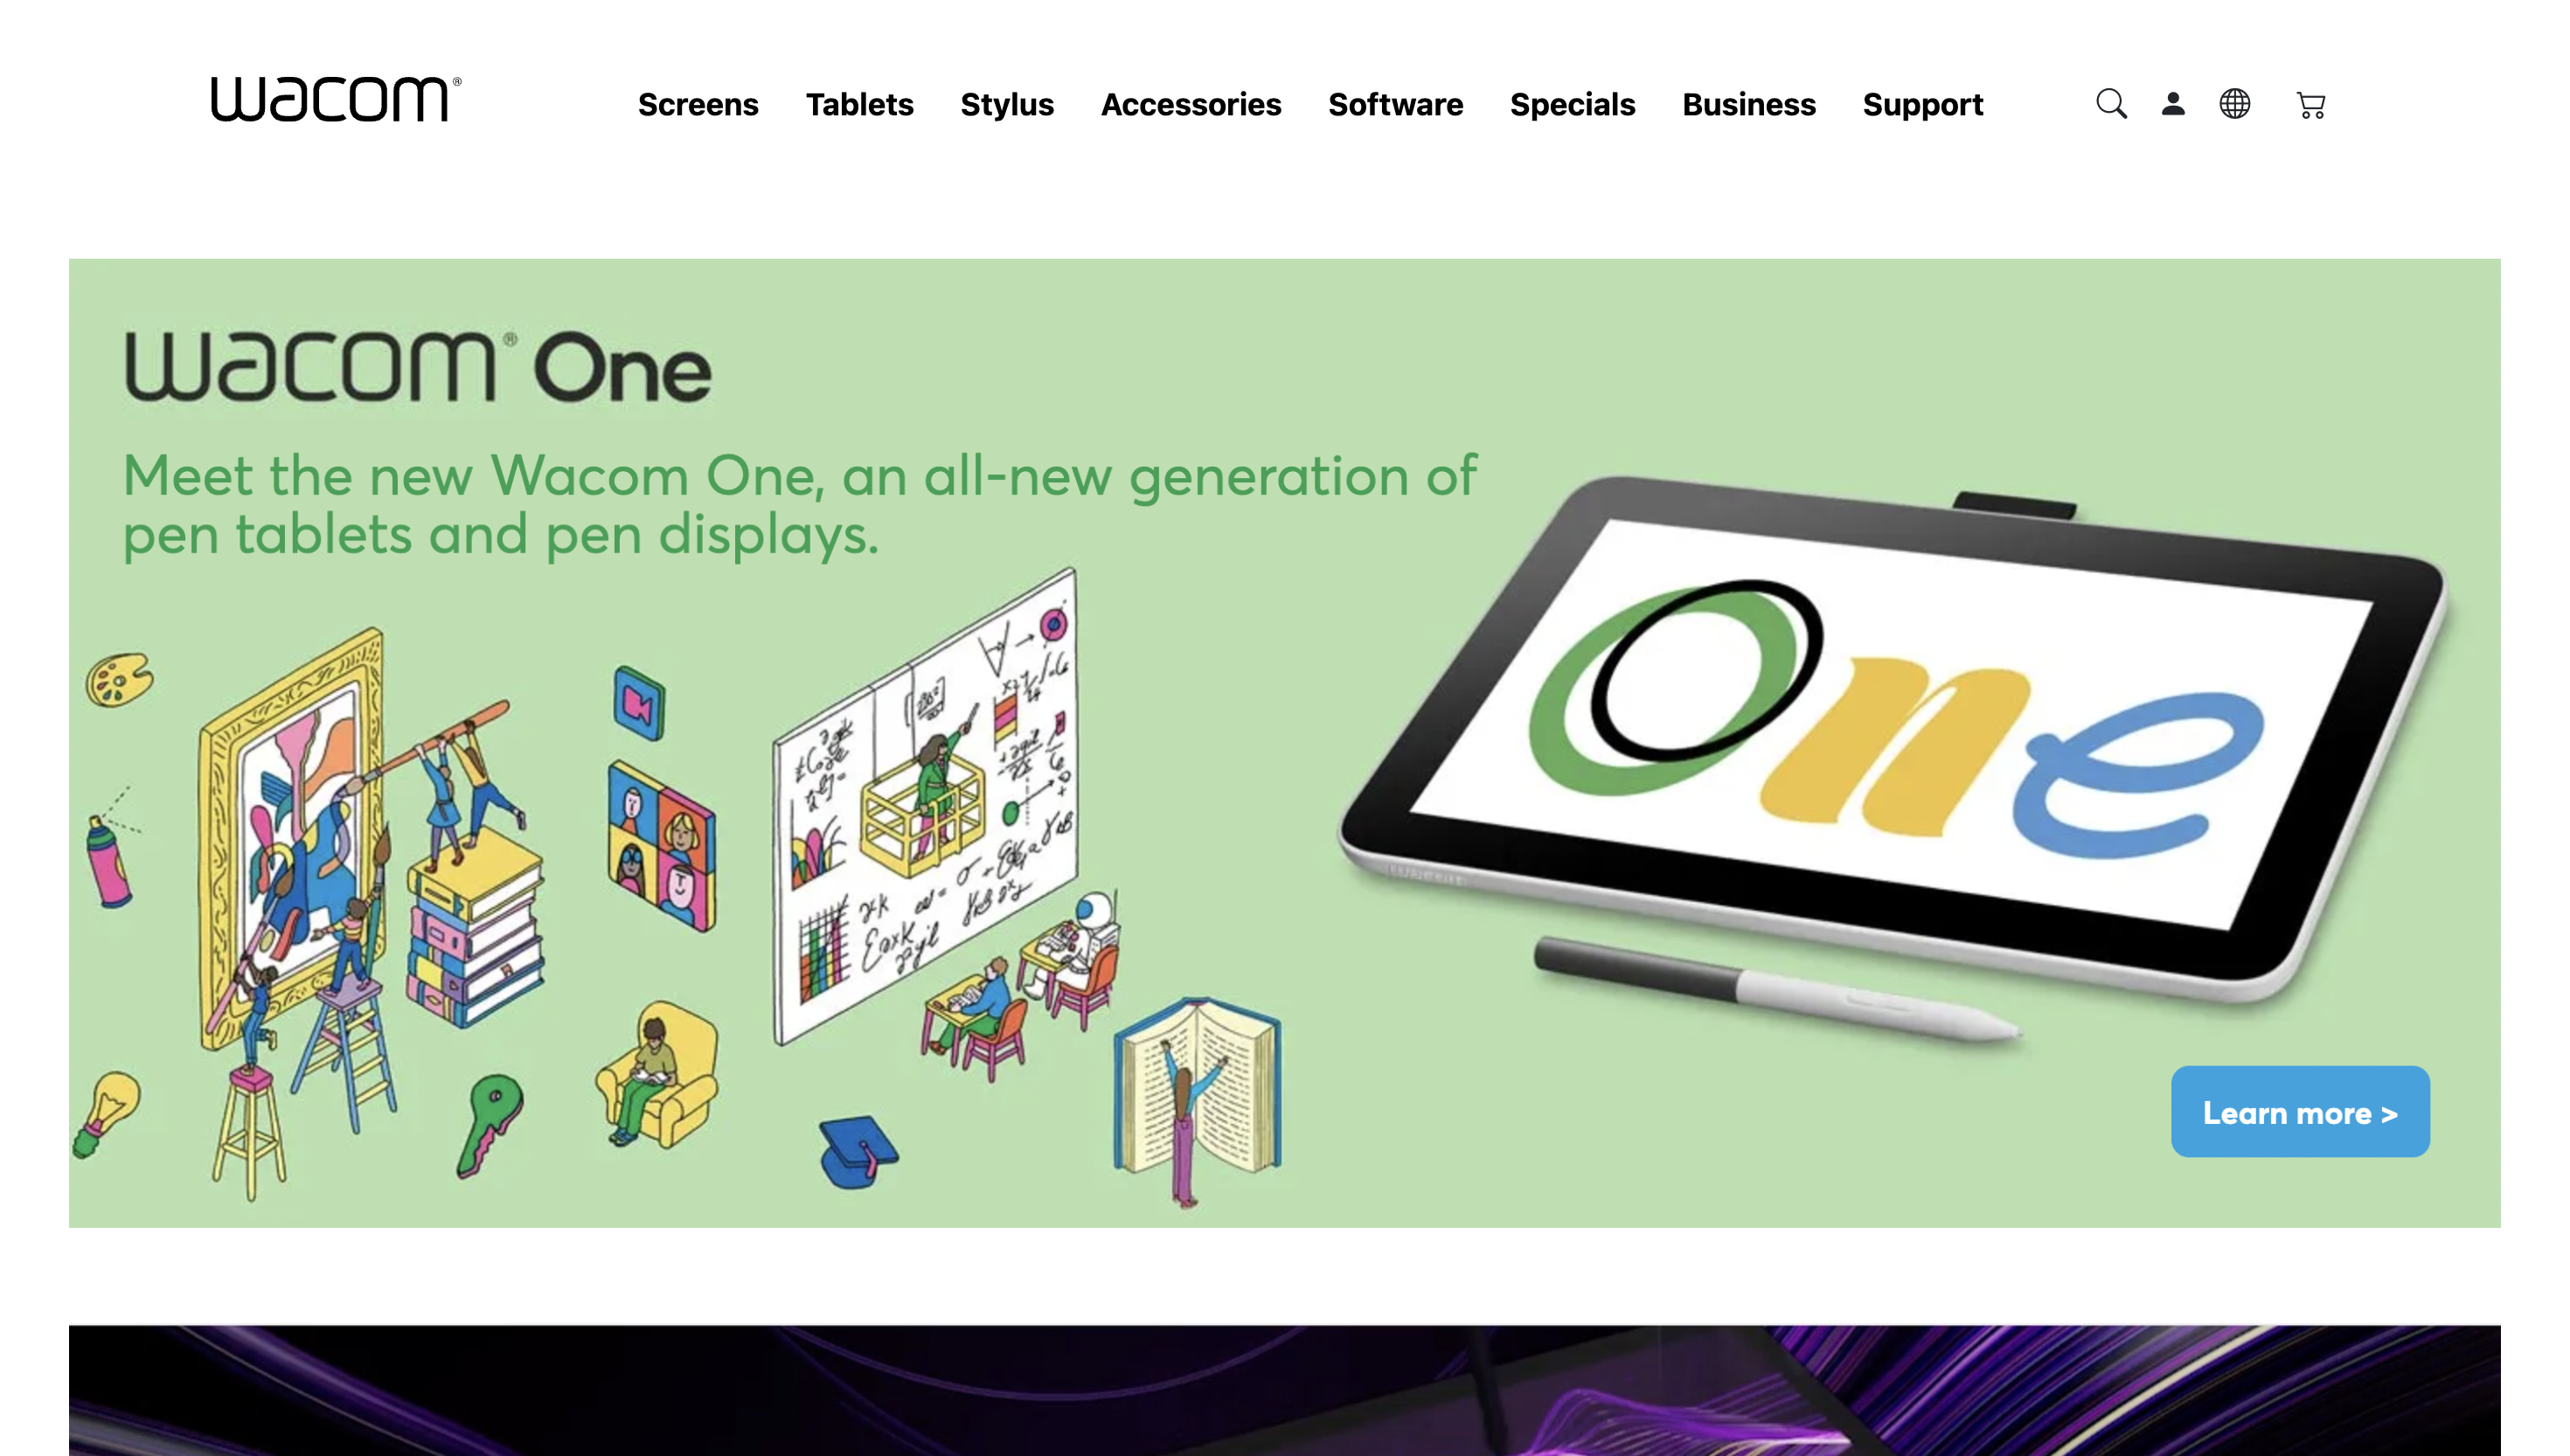 wacom®
Screens Tablets Stylus Accessories Software Specials Business Support
wacom® One
Meet the new Wacom One, an all-new generation of
pen tablets and pen displays.
One
Learn more >